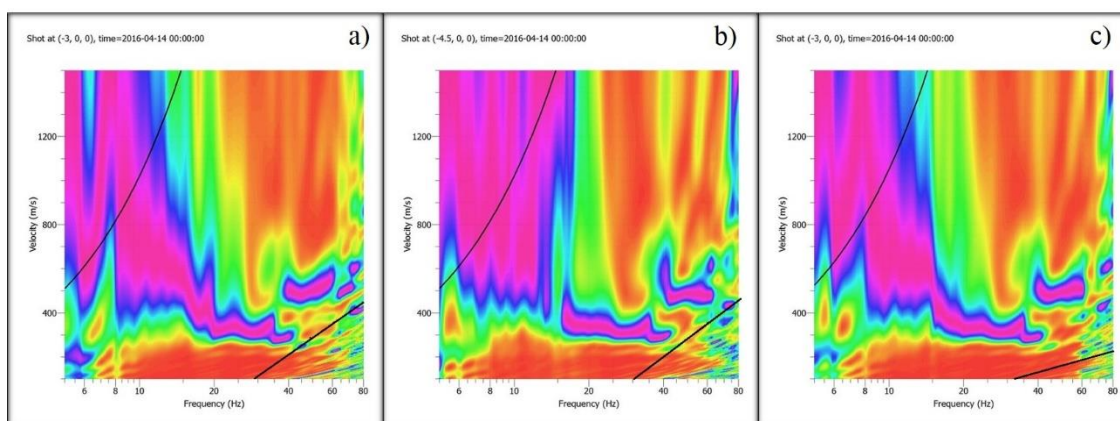 Shot at (-3, 0, 0), time=2016-04-14 00:00:00
a)
1200
800
400
Velocity (m/s)
6 8 10 20 40 60 80
Frequency (Hz)
Shot at (-4.5, 0, 0), time=2016-04-14 00:00:00
b)
1200
800
400
Velocity (m/s)
6 8 10 20 40 60 80
Frequency (Hz)
Shot at (-3, 0, 0), time=2016-04-14 00:00:00
c)
1200
800
400
Velocity (m/s)
6 8 10 20 40 60 80
Frequency (Hz)